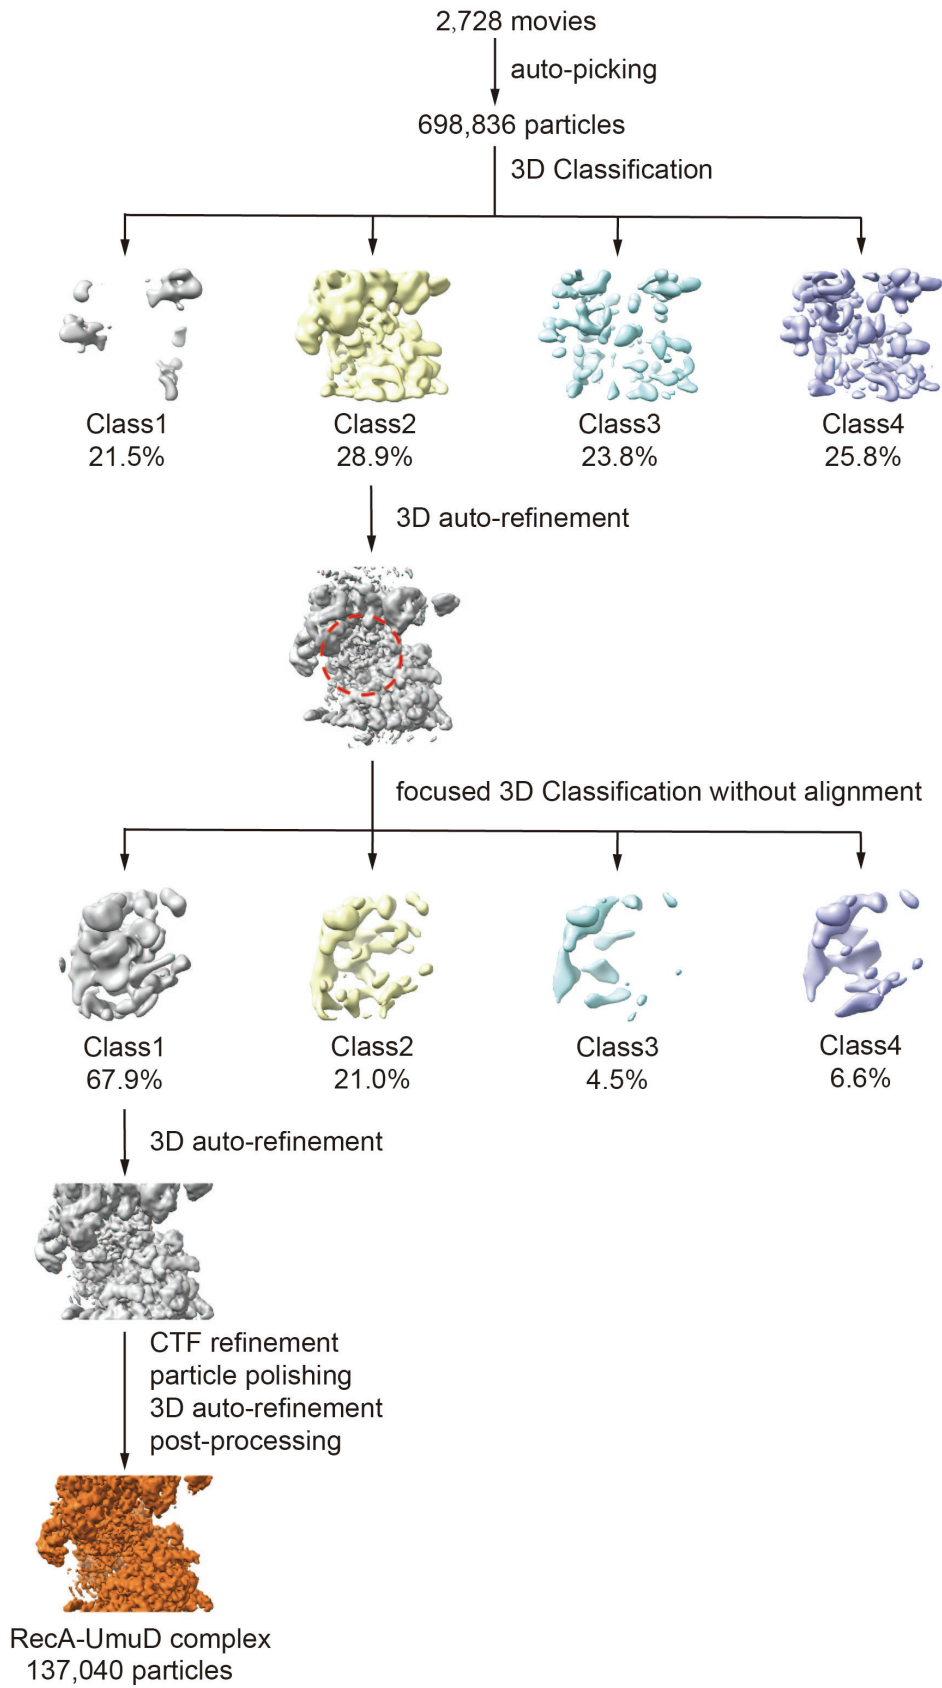 2,728 movies
auto-picking
698,836 particles
3D Classification
Class1
21.5%
Class2
28.9%
Class3
23.8%
Class4
25.8%
3D auto-refinement
focused 3D Classification without alignment
Class1
67.9%
Class2
21.0%
Class3
4.5%
Class4
6.6%
3D auto-refinement
CTF refinement
particle polishing
3D auto-refinement
post-processing
RecA-UmuD complex
137,040 particles